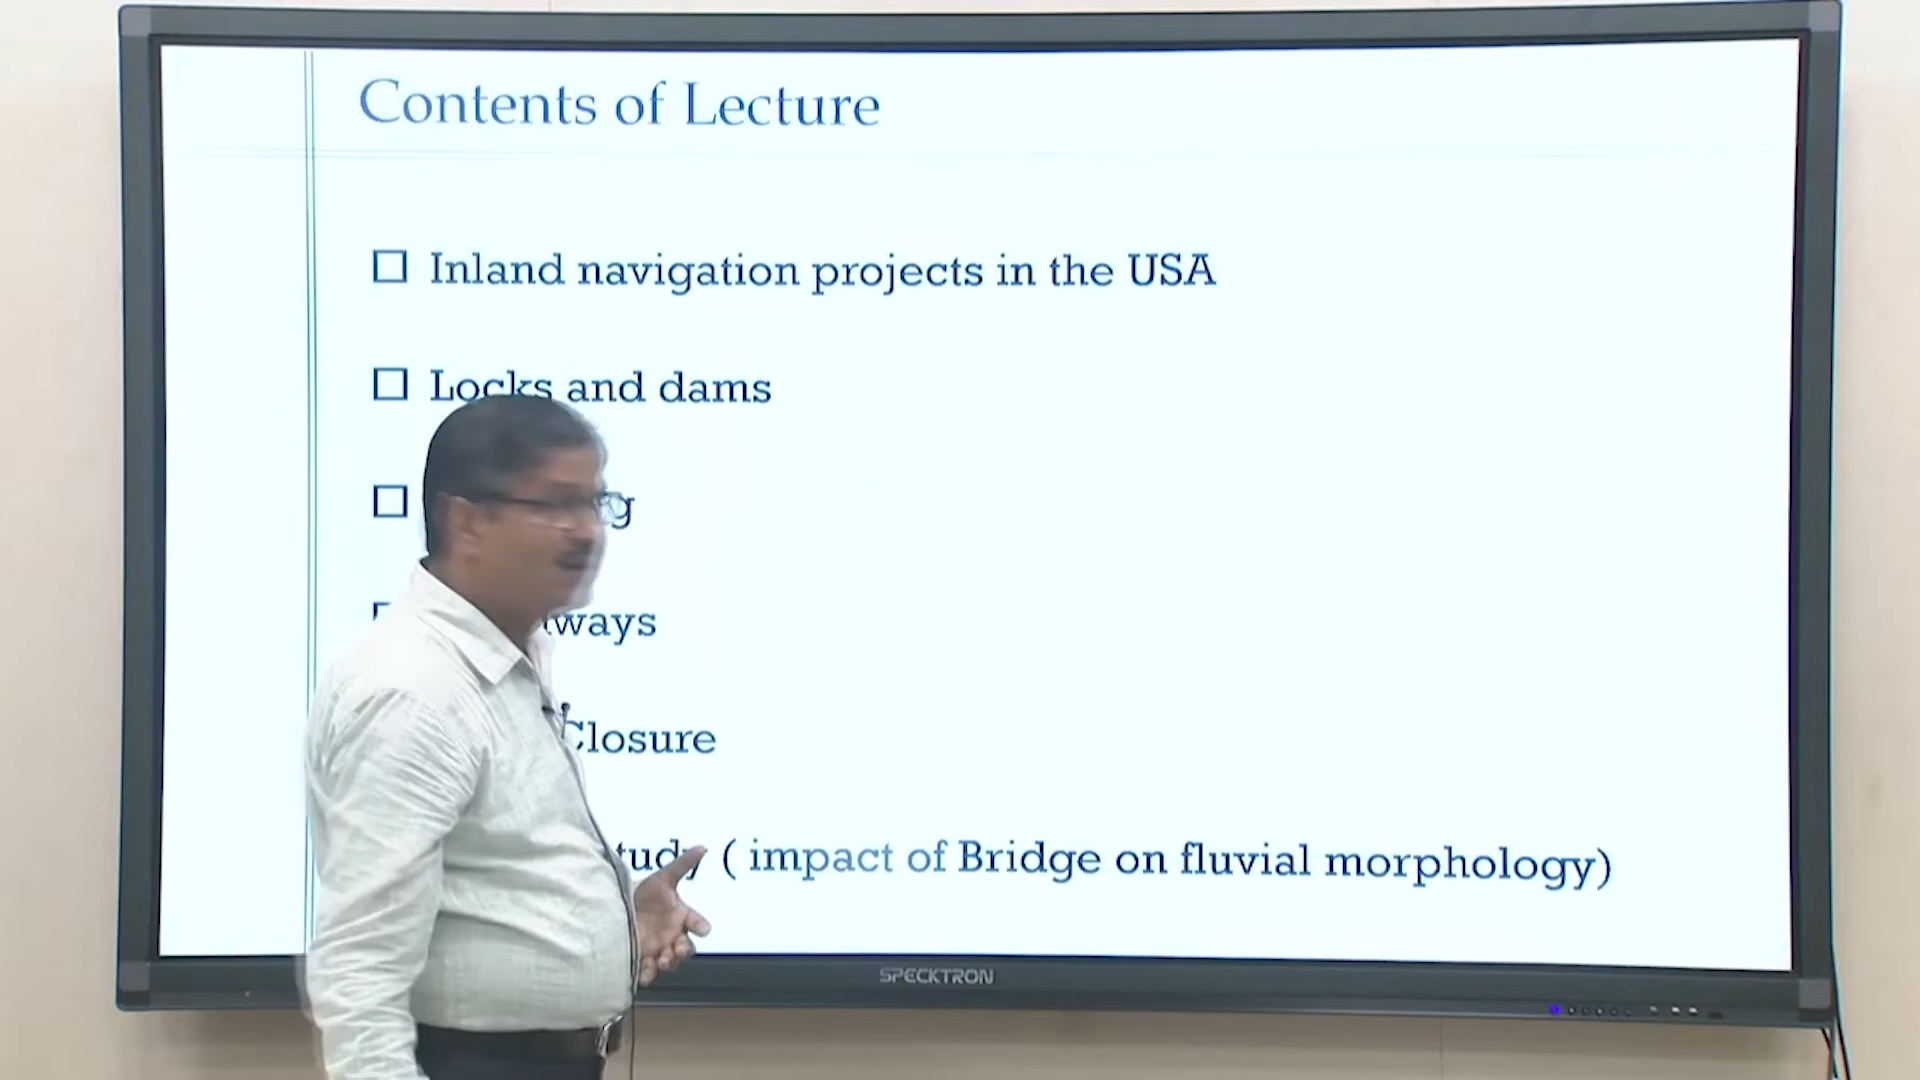 Contents of Lecture
Inland navigation projects in the USA
Locks and dams
Closure
( impact of Bridge on fluvial morphology)
SPECKTRON